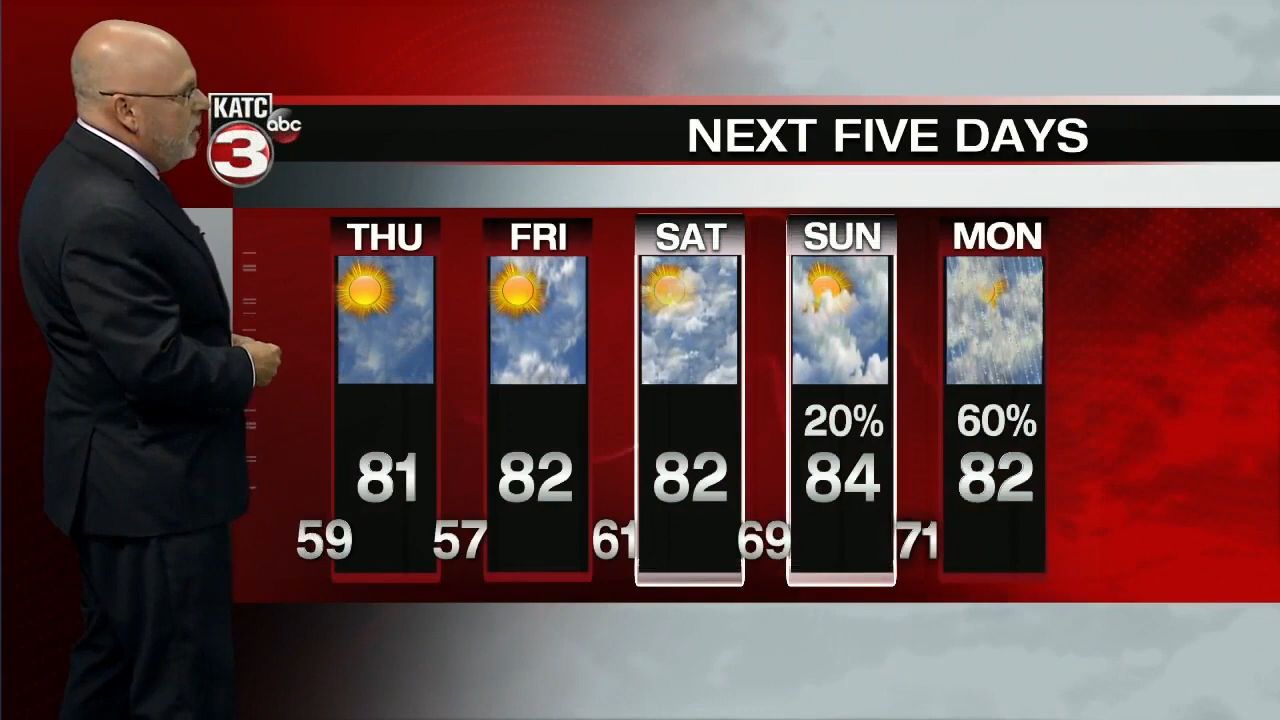 KATC
abc
3
NEXT FIVE DAYS
THU FRI SAT SUN MON
20% 60%
81 82 82 84 82
59 57 61 69 71